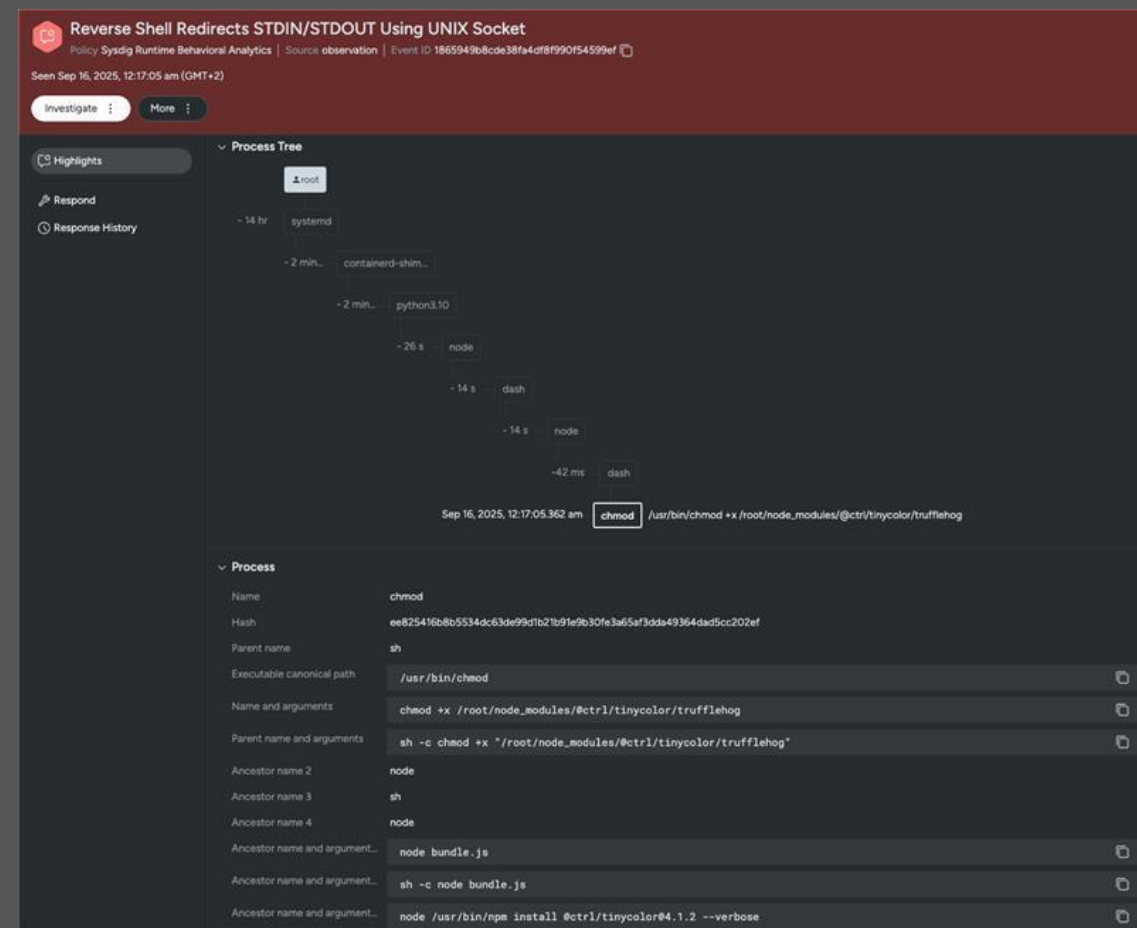 Reverse Shell Redirects STDIN/STDOUT Using UNIX Socket
Policy Sysdig Runtime Behavioral Analytics | Source observation | Event ID 1865949b8cde38fa4df8f990f54599ef
Seen Sep 16, 2025, 12:17:05 am (GMT+2)
Investigate
More
Highlights
Respond
Response History
Process Tree
root
~ 14 hr systemd
~ 2 min... containerd-shim...
~ 2 min... python3.10
~ 26 s node
~ 14 s dash
~ 14 s node
~42 ms dash
Sep 16, 2025, 12:17:05.362 am chmod /usr/bin/chmod +x /root/node_modules/@ctrl/tinycolor/trufflehog
Process
Name chmod
Hash ee825416b8b5534dc63de99d1b21b91e9b30fe3a65af3dda49364dad5cc202ef
Parent name sh
Executable canonical path /usr/bin/chmod
Name and arguments chmod +x /root/node_modules/@ctrl/tinycolor/trufflehog
Parent name and arguments sh -c chmod +x "/root/node_modules/@ctrl/tinycolor/trufflehog"
Ancestor name 2 node
Ancestor name 3 sh
Ancestor name 4 node
Ancestor name and argument... node bundle.js
Ancestor name and argument... sh -c node bundle.js
Ancestor name and argument... node /usr/bin/npm install @ctrl/tinycolor@4.1.2 --verbose